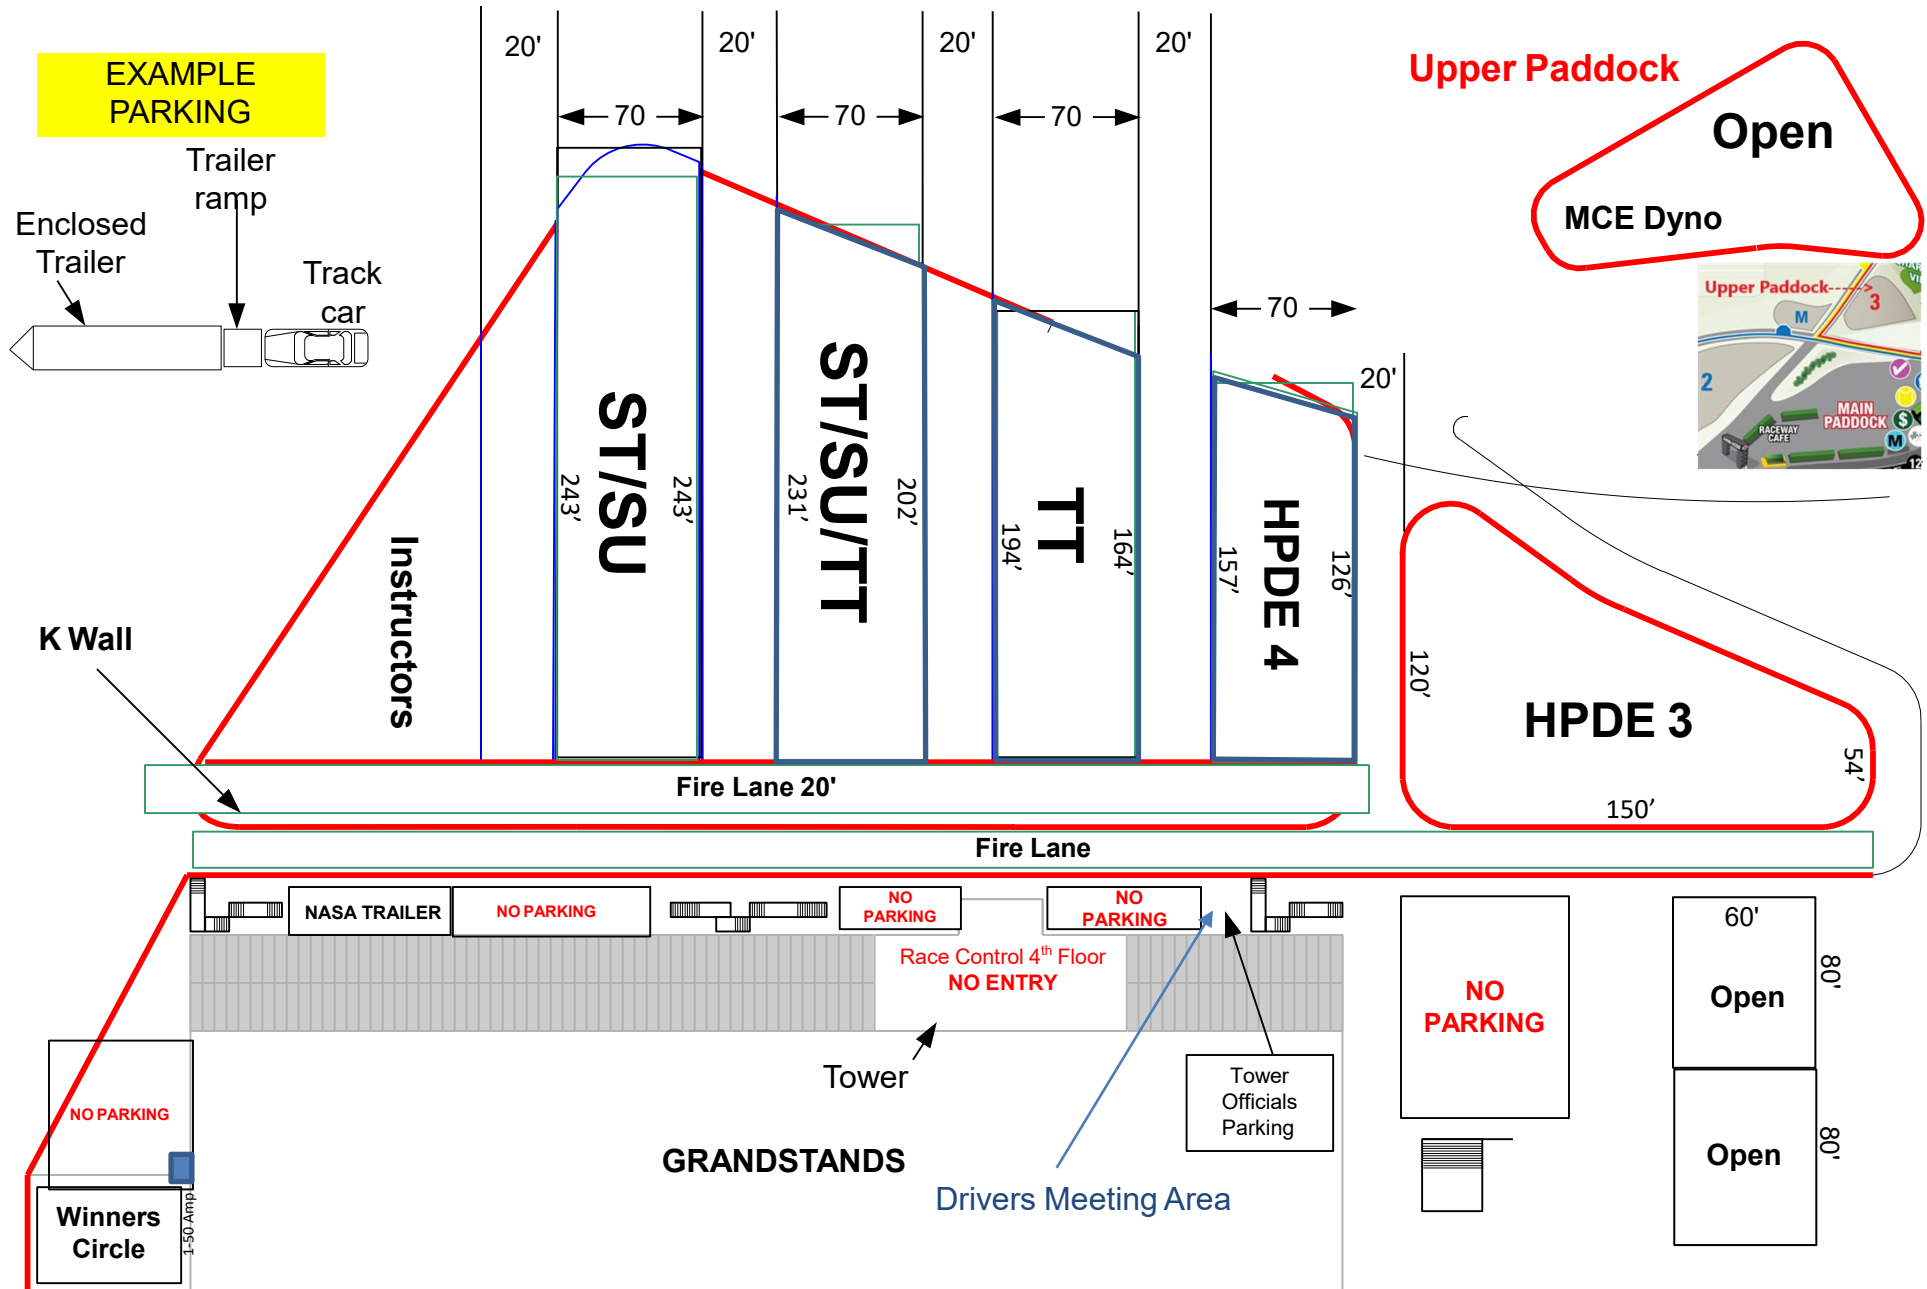 EXAMPLE
PARKING
20'
20'
20'
20'
Upper Paddock
70
70
70
Open
MCE Dyno
Trailer
ramp
Enclosed
Trailer
Track
car
Upper Paddock---->
3
M
2
MAIN
PADDOCK
RACEWAY
CAFE
$
M
70
20'
Instructors
ST/SU
243’
243’
ST/SU/TT
231’
202’
TT
194’
164’
HPDE 4
157’
126’
K Wall
120’
HPDE 3
54’
150’
Fire Lane 20'
Fire Lane
NASA TRAILER
NO PARKING
NO
PARKING
NO
PARKING
Race Control 4th Floor
NO ENTRY
Tower
Tower
Officials
Parking
NO
PARKING
60'
Open
80'
Open
80'
NO PARKING
GRANDSTANDS
Drivers Meeting Area
Winners
Circle
1-50 Amp